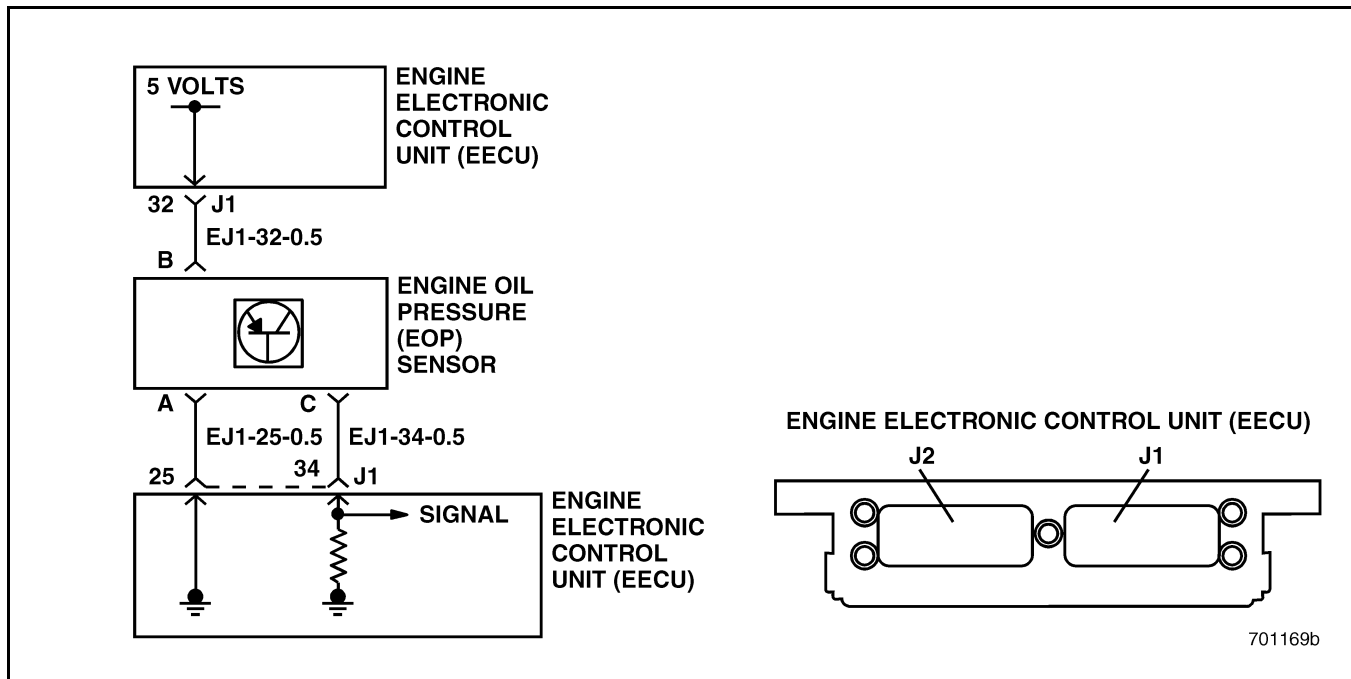 5 VOLTS
ENGINE
ELECTRONIC
CONTROL
UNIT (EECU)
32
J1
EJ1-32-0.5
B
ENGINE OIL
PRESSURE
(EOP)
SENSOR
A
C
EJ1-25-0.5
EJ1-34-0.5
25
34
J1
SIGNAL
ENGINE
ELECTRONIC
CONTROL
UNIT (EECU)
ENGINE ELECTRONIC CONTROL UNIT (EECU)
J2
J1
701169b